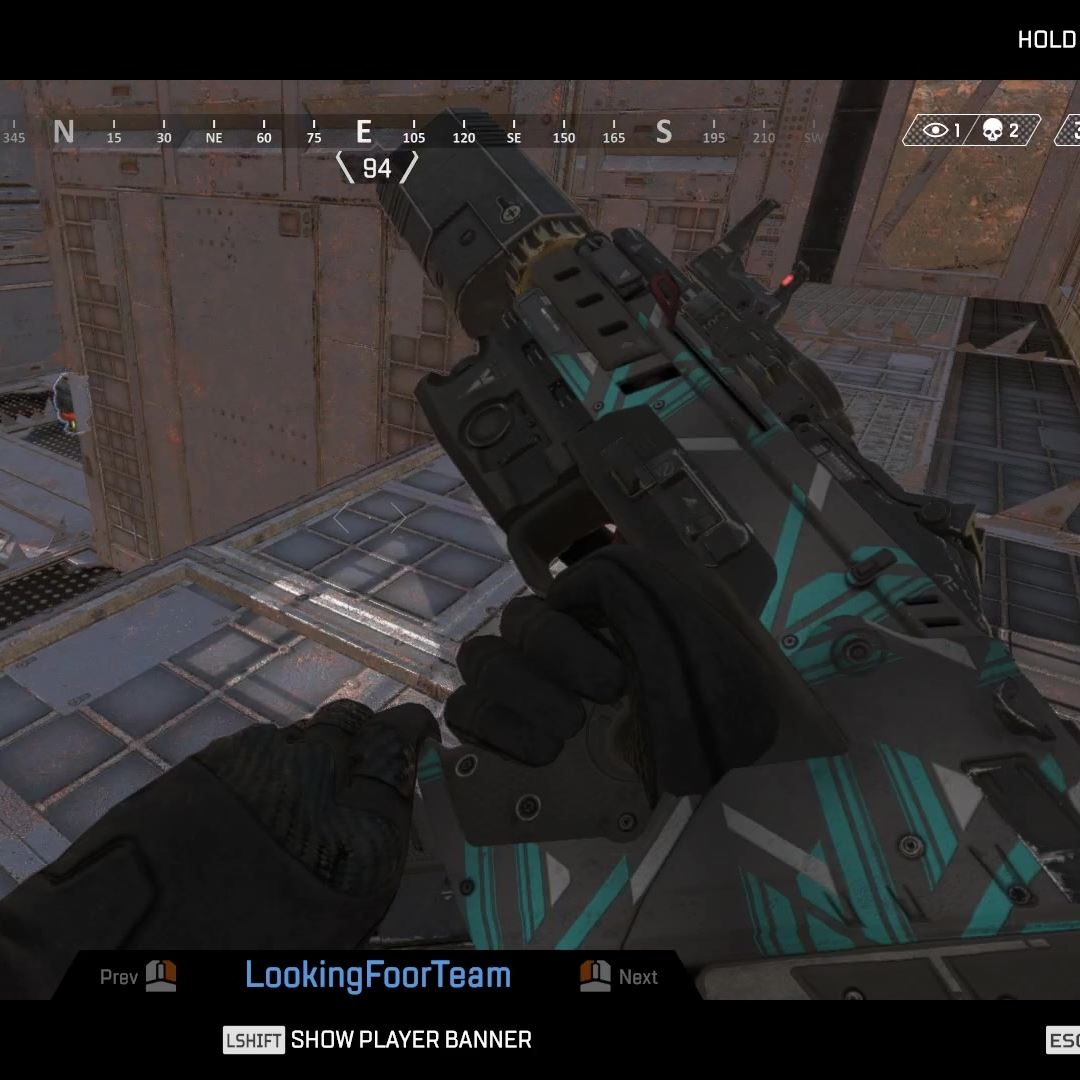 HOLD
345 N 15 30 NE 60 75 E 105 120 SE 150 165 S 195 210 SW
1 2
94
Prev LookingFoorTeam Next
LSHIFT SHOW PLAYER BANNER